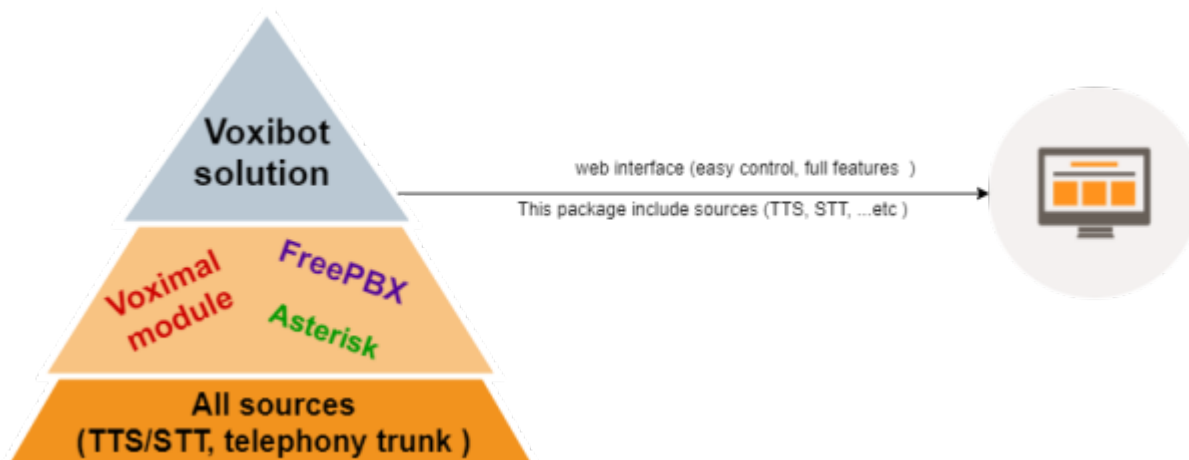 Voxibot
solution
web interface (easy control, full features  )
This package include sources (TTS, STT, ...etc )
Voximal
module
FreePBX
Asterisk
All sources
(TTS/STT, telephony trunk )